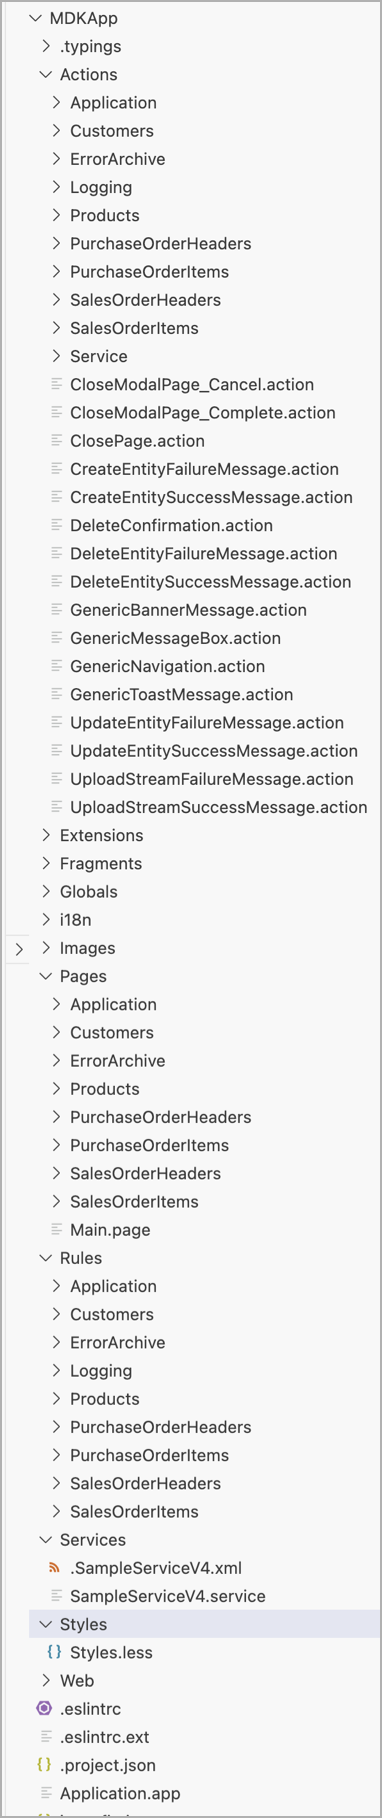 MDKApp
.typings
Actions
Application
Customers
ErrorArchive
Logging
Products
PurchaseOrderHeaders
PurchaseOrderItems
SalesOrderHeaders
SalesOrderItems
Service
CloseModalPage_Cancel.action
CloseModalPage_Complete.action
ClosePage.action
CreateEntityFailureMessage.action
CreateEntitySuccessMessage.action
DeleteConfirmation.action
DeleteEntityFailureMessage.action
DeleteEntitySuccessMessage.action
GenericBannerMessage.action
GenericMessageBox.action
GenericNavigation.action
GenericToastMessage.action
UpdateEntityFailureMessage.action
UpdateEntitySuccessMessage.action
UploadStreamFailureMessage.action
UploadStreamSuccessMessage.action
Extensions
Fragments
Globals
i18n
Images
Pages
Application
Customers
ErrorArchive
Products
PurchaseOrderHeaders
PurchaseOrderItems
SalesOrderHeaders
SalesOrderItems
Main.page
Rules
Application
Customers
ErrorArchive
Logging
Products
PurchaseOrderHeaders
PurchaseOrderItems
SalesOrderHeaders
SalesOrderItems
Services
.SampleServiceV4.xml
SampleServiceV4.service
Styles
Styles.less
Web
.eslintrc
.eslintrc.ext
.project.json
Application.app